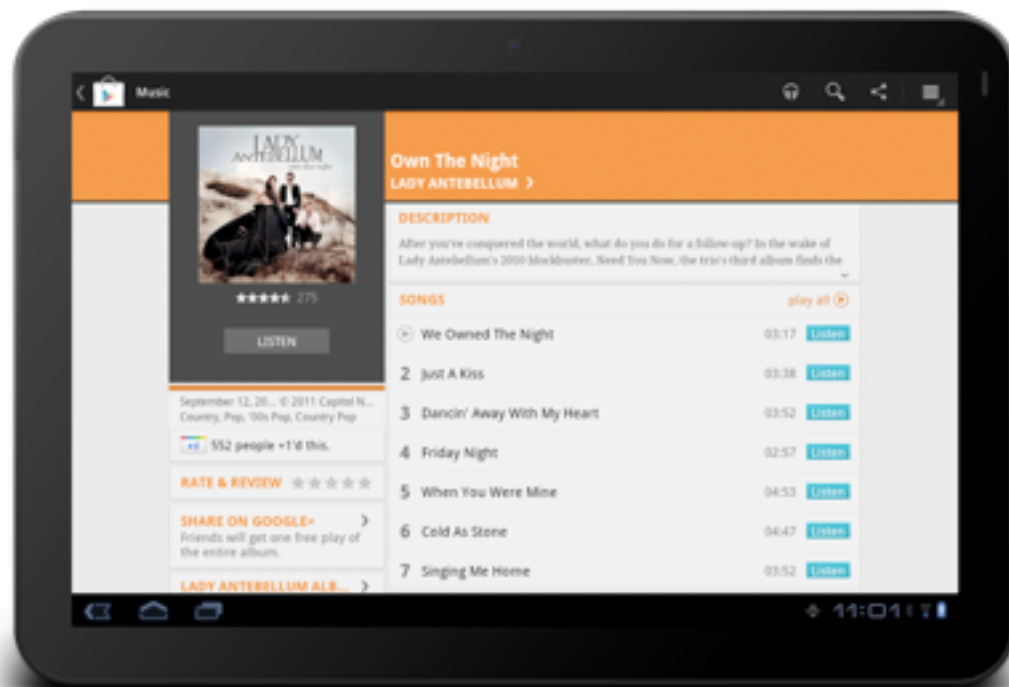 Music
LADY
ANTEBELLUM
Own The Night
LADY ANTEBELLUM
275
LISTEN
September 12, 20... © 2011 Capitol N...
Country, Pop, '00s Pop, Country Pop
552 people +1'd this.
RATE & REVIEW
SHARE ON GOOGLE+
Friends will get one free play of
the entire album.
LADY ANTEBELLUM ALB...
DESCRIPTION
After you've conquered the world, what do you do for a follow-up? In the wake of
Lady Antebellum's 2010 blockbuster, Need You Now, the trio's third album finds the
SONGS
play all
We Owned The Night 03:17 Listen
2 Just A Kiss 03:38 Listen
3 Dancin' Away With My Heart 03:52 Listen
4 Friday Night 02:57 Listen
5 When You Were Mine 04:53 Listen
6 Cold As Stone 04:47 Listen
7 Singing Me Home 03:52 Listen
11:01